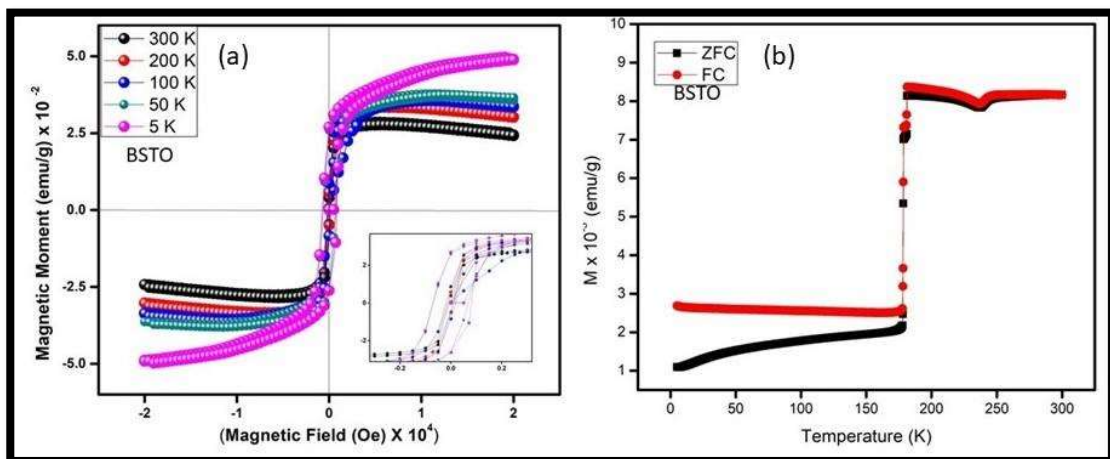 (a)
300 K
200 K
100 K
50 K
5 K
BSTO
5.0
2.5
0.0
-2.5
-5.0
Magnetic Moment (emu/g) x 10 -2
-2 -1 0 1 2
(Magnetic Field (Oe) X 10⁴)
2
0
-2
-0.2 0.0 0.2
(b)
ZFC
FC
BSTO
10
9
8
7
6
5
4
3
2
1
M x 10 (emu/g)
0 50 100 150 200 250 300
Temperature (K)